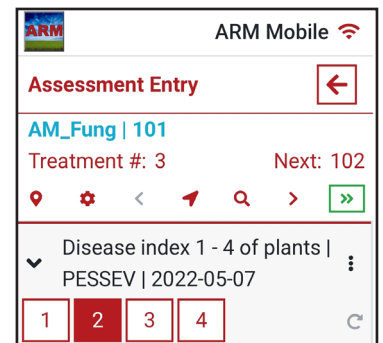 ARM
ARM Mobile
Assessment Entry
AM_Fung | 101
Treatment #: 3 Next: 102
Disease index 1 - 4 of plants |
PESSEV | 2022-05-07
1 2 3 4